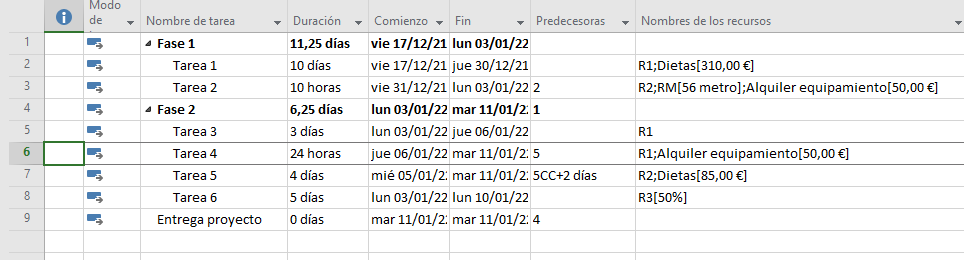 Modo de Nombre de tarea Duración Comienzo Fin Predecesoras Nombres de los recursos
1 Fase 1 11,25 días vie 17/12/21 lun 03/01/22
2 Tarea 1 10 días vie 17/12/21 jue 30/12/21 R1;Dietas[310,00 €]
3 Tarea 2 10 horas vie 31/12/21 lun 03/01/22 2 R2;RM[56 metro];Alquiler equipamiento[50,00 €]
4 Fase 2 6,25 días lun 03/01/22 mar 11/01/22 1
5 Tarea 3 3 días lun 03/01/22 jue 06/01/22 R1
6 Tarea 4 24 horas jue 06/01/22 mar 11/01/22 5 R1;Alquiler equipamiento[50,00 €]
7 Tarea 5 4 días mié 05/01/22 mar 11/01/22 5CC+2 días R2;Dietas[85,00 €]
8 Tarea 6 5 días lun 03/01/22 lun 10/01/22 R3[50%]
9 Entrega proyecto 0 días mar 11/01/22 mar 11/01/22 4